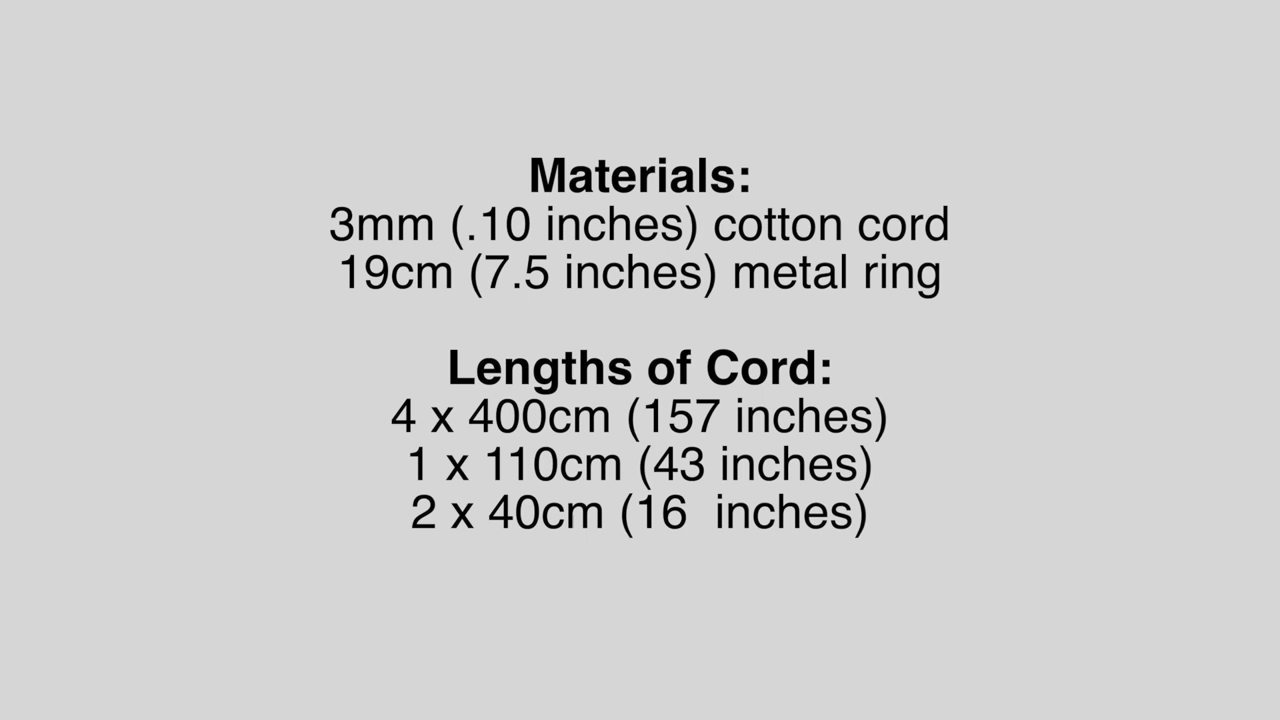 Materials:
3mm (.10 inches) cotton cord
19cm (7.5 inches) metal ring
Lengths of Cord:
4 x 400cm (157 inches)
1 x 110cm (43 inches)
2 x 40cm (16  inches)